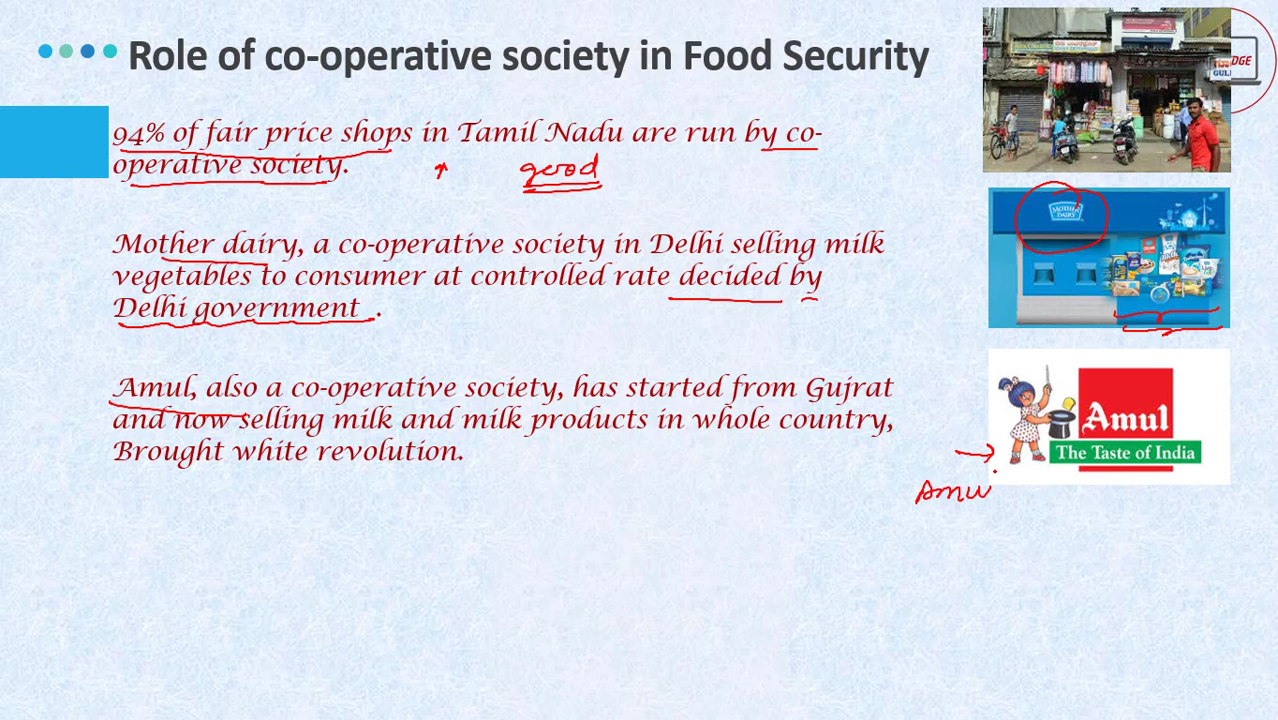 Role of co-operative society in Food Security
94% of fair price shops in Tamil Nadu are run by co-
operative society.
good
Mother dairy, a co-operative society in Delhi selling milk
vegetables to consumer at controlled rate decided by
Delhi government .
Amul, also a co-operative society, has started from Gujrat
and now selling milk and milk products in whole country,
Brought white revolution.
DGE
MOTHER
DAIRY
Amul
The Taste of India
Amu